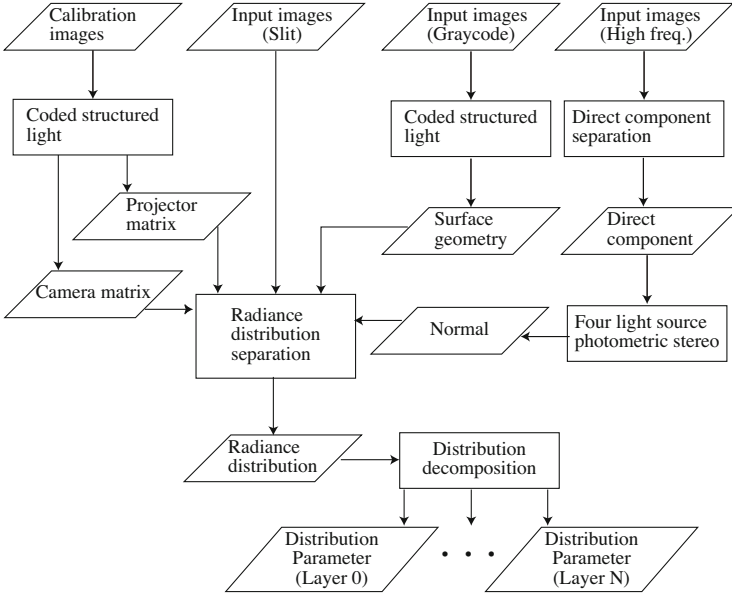 Calibration
images
Input images
(Slit)
Input images
(Graycode)
Input images
(High freq.)
Coded structured
light
Coded structured
light
Direct component
separation
Projector
matrix
Surface
geometry
Direct
component
Camera matrix
Radiance
distribution
separation
Normal
Four light source
photometric stereo
Radiance
distribution
Distribution
decomposition
Distribution
Parameter
(Layer 0)
• • •
Distribution
Parameter
(Layer N)